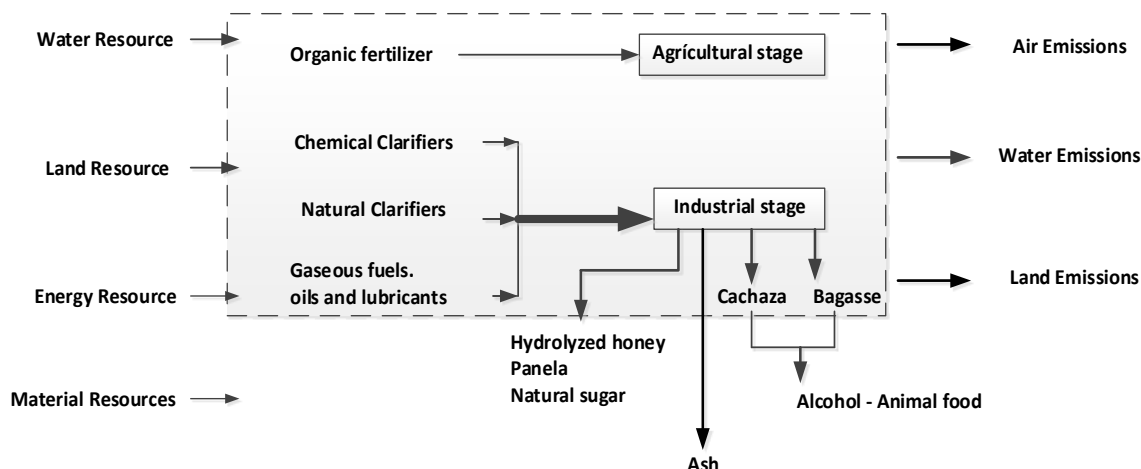 Water Resource
Land Resource
Energy Resource
Material Resources
Organic fertilizer
Agrícultural stage
Chemical Clarifiers
Natural Clarifiers
Gaseous fuels.
oils and lubricants
Industrial stage
Cachaza
Bagasse
Hydrolyzed honey
Panela
Natural sugar
Alcohol - Animal food
Ash
Air Emissions
Water Emissions
Land Emissions